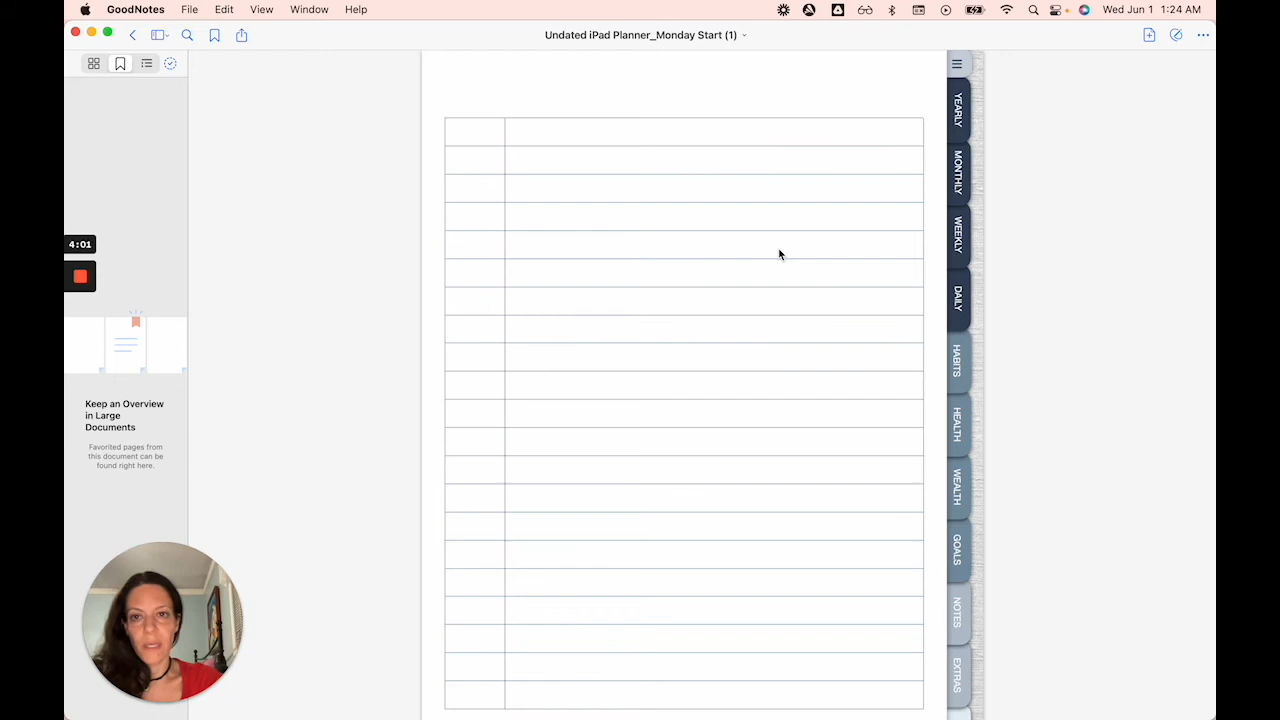 GoodNotes File Edit View Window Help Wed Jun 1 1:24 AM
Undated iPad Planner_Monday Start (1)
4:01
Keep an Overview
in Large
Documents
Favorited pages from
this document can be
found right here.
YEARLY
MONTHLY
WEEKLY
DAILY
HABITS
HEALTH
WEALTH
GOALS
NOTES
EXTRAS